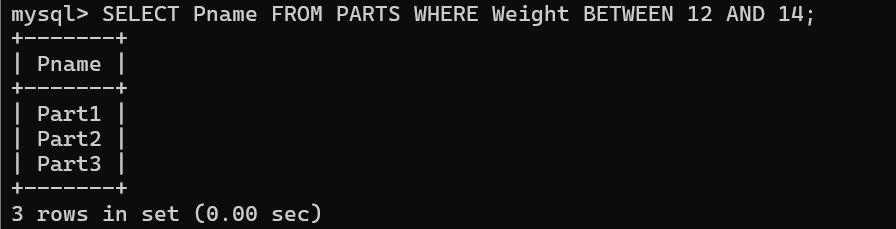 mysql> SELECT Pname FROM PARTS WHERE Weight BETWEEN 12 AND 14;
+-------+
| Pname |
+-------+
| Part1 |
| Part2 |
| Part3 |
+-------+
3 rows in set (0.00 sec)